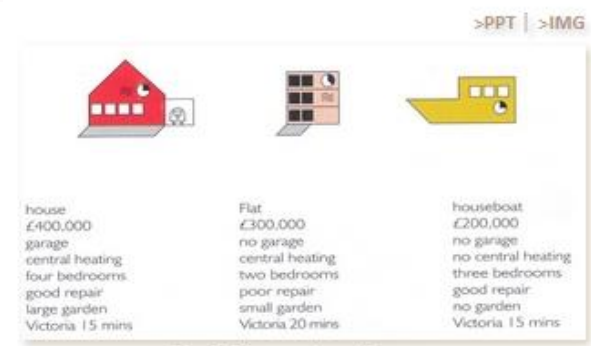 >PPT | >IMG
house
£400,000
garage
central heating
four bedrooms
good repair
large garden
Victoria 15 mins
Flat
£300,000
no garage
central heating
two bedrooms
poor repair
small garden
Victoria 20 mins
houseboat
£200,000
no garage
no central heating
three bedrooms
good repair
no garden
Victoria 15 mins